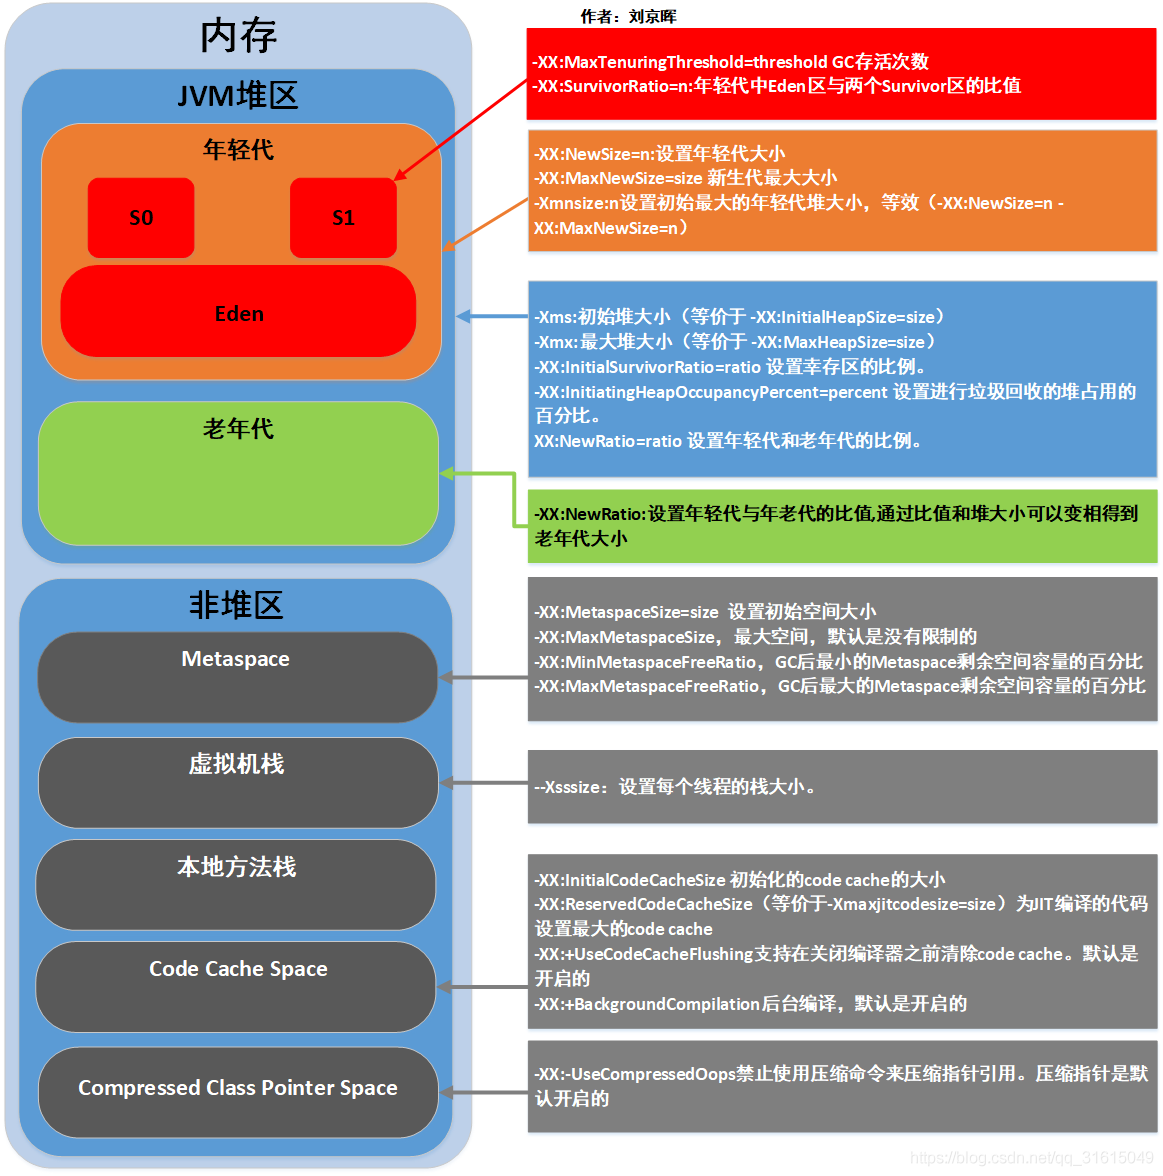 作者：刘京晖
内存
JVM堆区
年轻代
S0
S1
Eden
老年代
非堆区
Metaspace
虚拟机栈
本地方法栈
Code Cache Space
Compressed Class Pointer Space
-XX:MaxTenuringThreshold=threshold GC存活次数
-XX:SurvivorRatio=n:年轻代中Eden区与两个Survivor区的比值
-XX:NewSize=n:设置年轻代大小
-XX:MaxNewSize=size 新生代最大大小
-Xmnsize:n设置初始最大的年轻代堆大小，等效（-XX:NewSize=n -
XX:MaxNewSize=n）
-Xms:初始堆大小（等价于 -XX:InitialHeapSize=size）
-Xmx:最大堆大小（等价于 -XX:MaxHeapSize=size）
-XX:InitialSurvivorRatio=ratio 设置幸存区的比例。
-XX:InitiatingHeapOccupancyPercent=percent 设置进行垃圾回收的堆占用的
百分比。
XX:NewRatio=ratio 设置年轻代和老年代的比例。
-XX:NewRatio:设置年轻代与年老代的比值,通过比值和堆大小可以变相得到
老年代大小
-XX:MetaspaceSize=size 设置初始空间大小
-XX:MaxMetaspaceSize，最大空间，默认是没有限制的
-XX:MinMetaspaceFreeRatio，GC后最小的Metaspace剩余空间容量的百分比
-XX:MaxMetaspaceFreeRatio，GC后最大的Metaspace剩余空间容量的百分比
--Xsssize：设置每个线程的栈大小。
-XX:InitialCodeCacheSize 初始化的code cache的大小
-XX:ReservedCodeCacheSize（等价于-Xmaxjitcodesize=size）为JIT编译的代码
设置最大的code cache
-XX:+UseCodeCacheFlushing支持在关闭编译器之前清除code cache。默认是
开启的
-XX:+BackgroundCompilation后台编译，默认是开启的
-XX:-UseCompressedOops禁止使用压缩命令来压缩指针引用。压缩指针是默
认开启的
https://blog.csdn.net/qq_31615049